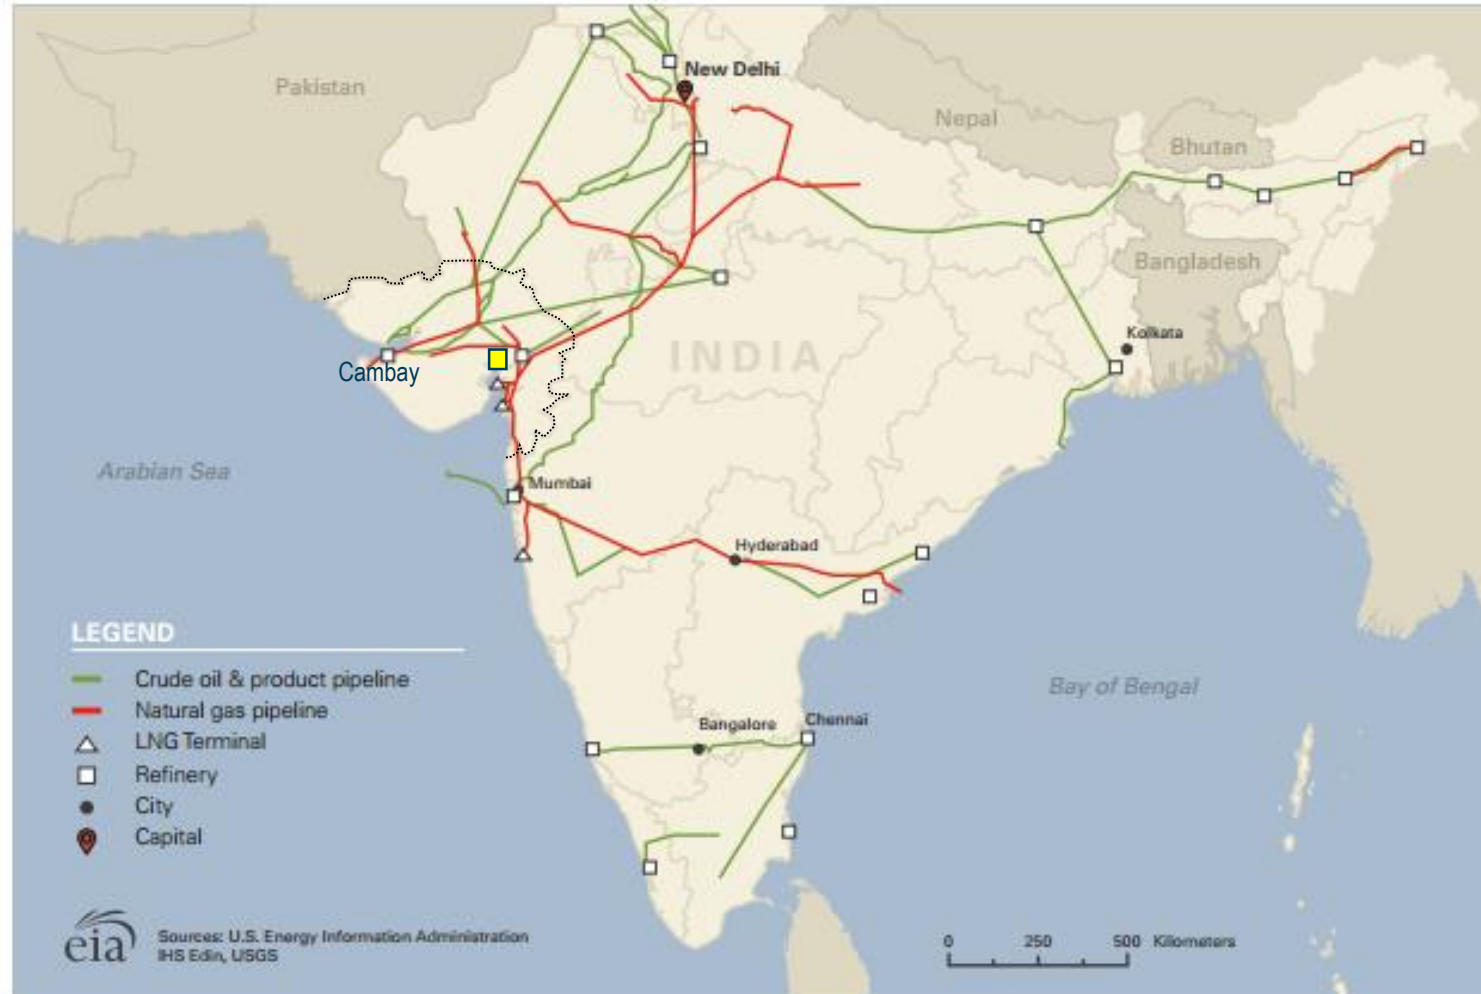 New Delhi
Pakistan
Nepal
Bhutan
Bangladesh
Kolkata
INDIA
Cambay
Arabian Sea
Mumbai
Hyderabad
LEGEND
Crude oil & product pipeline
Natural gas pipeline
LNG Terminal
Refinery
City
Capital
Bay of Bengal
Bangalore
Chennai
eia
Sources: U.S. Energy Information Administration
IHS Edin, USGS
0 250 500 Kilometers